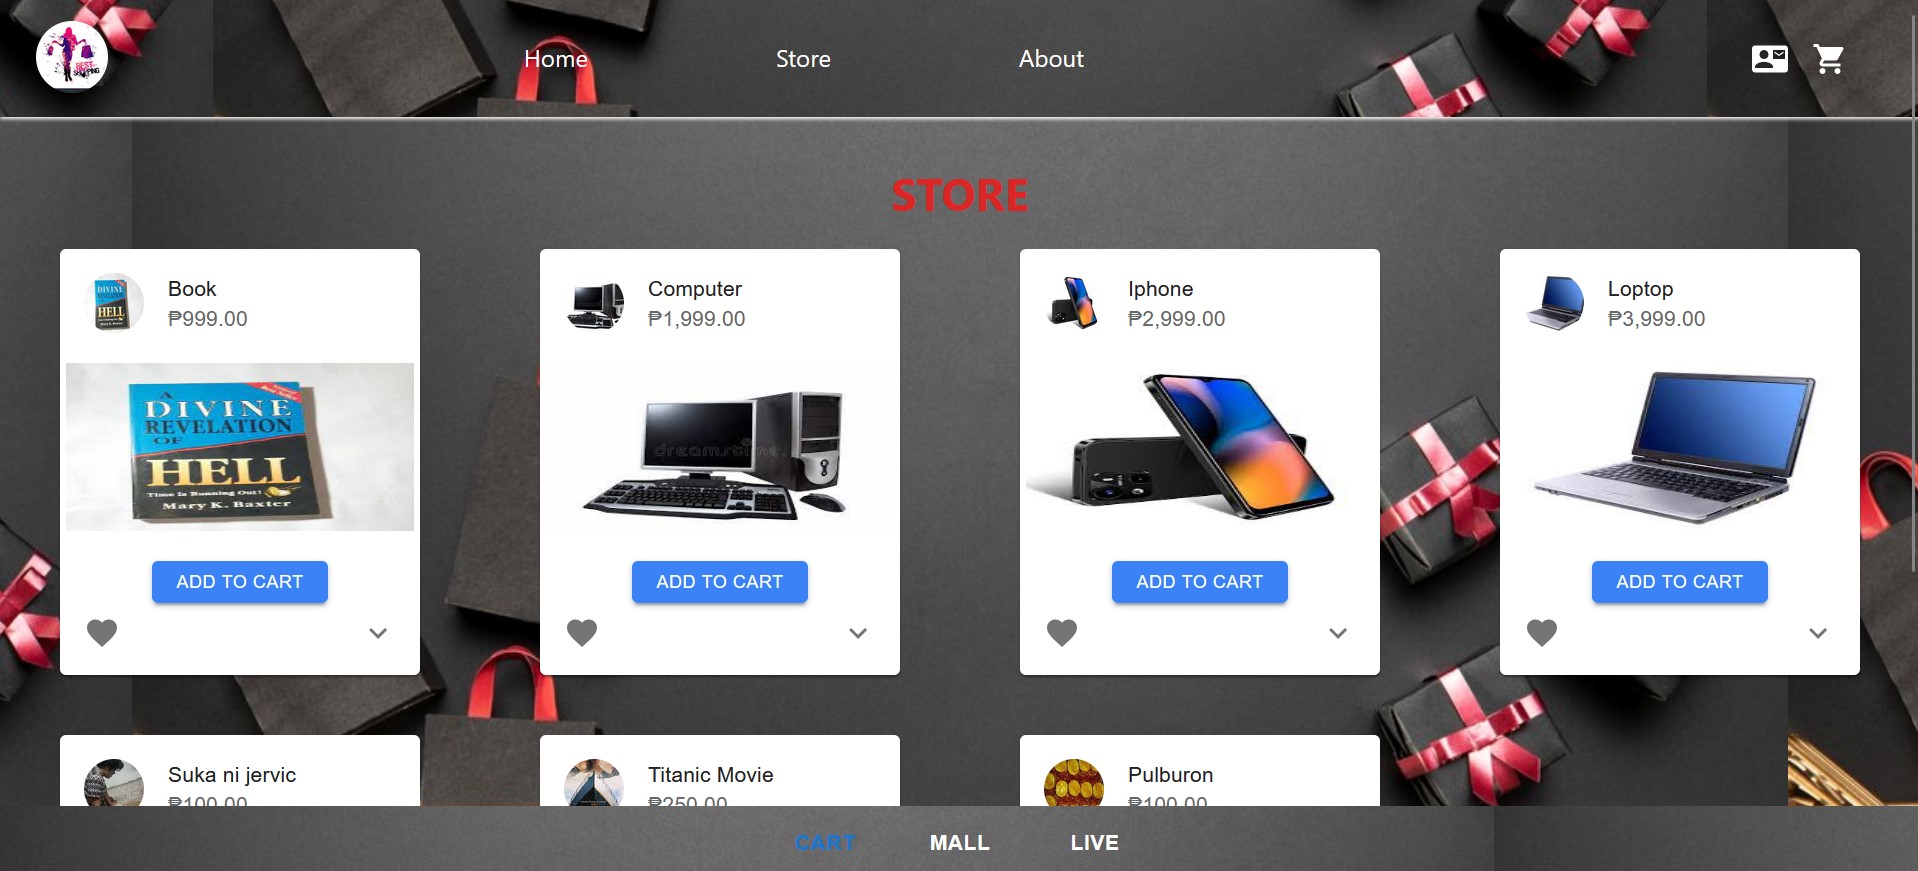 BEST
SHOPPING
Home
Store
About
STORE
Book
₱999.00
DIVINE
HELL
A
DIVINE
REVELATION
OF
HELL
Time Is Running Out!
Mary K. Baxter
ADD TO CART
Computer
₱1,999.00
dreamstime.
ADD TO CART
Iphone
₱2,999.00
ADD TO CART
Loptop
₱3,999.00
ADD TO CART
Suka ni jervic
₱100.00
Titanic Movie
₱250.00
Pulburon
₱100.00
CART
MALL
LIVE